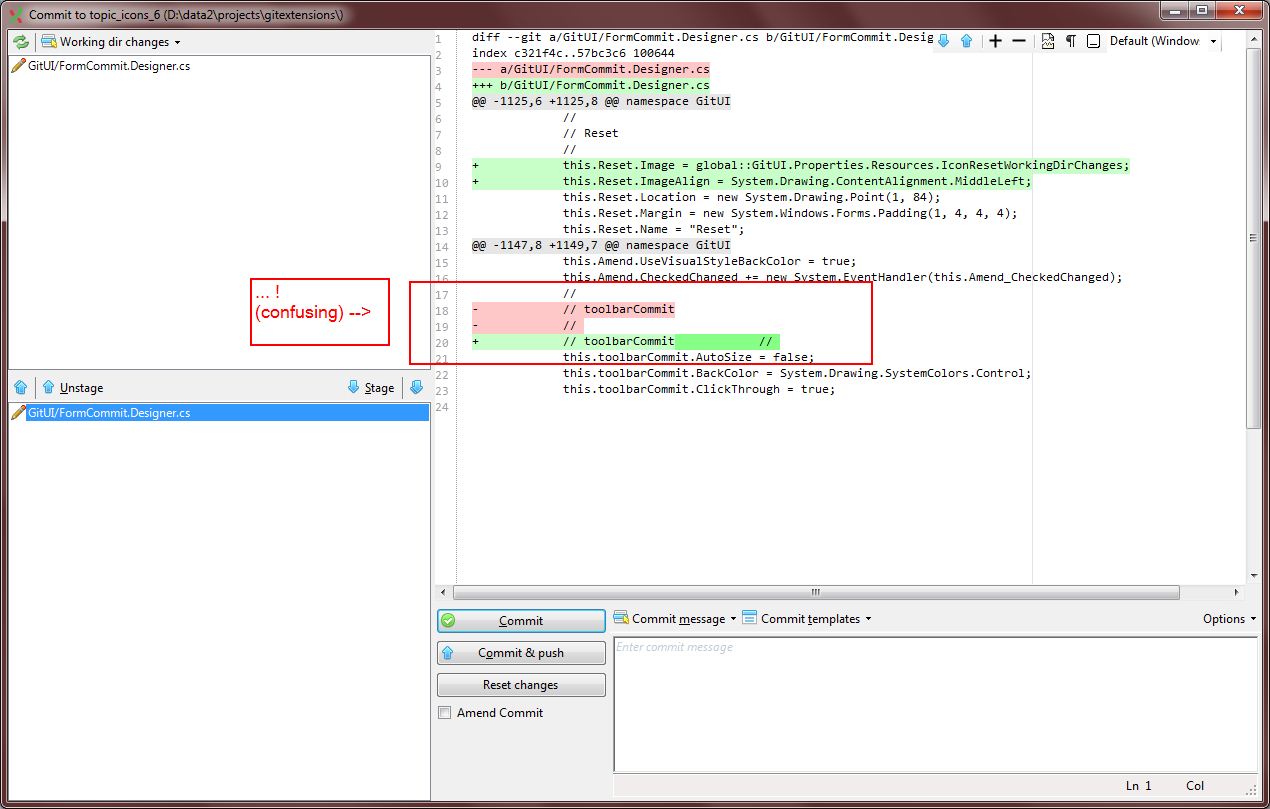 Commit to topic_icons_6 (D:\data2\projects\gitextensions\)
Working dir changes
GitUI/FormCommit.Designer.cs
... !
(confusing) -->
Unstage
Stage
GitUI/FormCommit.Designer.cs
Default (Window
1 diff --git a/GitUI/FormCommit.Designer.cs b/GitUI/FormCommit.Desig
2 index c321f4c..57bc3c6 100644
3 --- a/GitUI/FormCommit.Designer.cs
4 +++ b/GitUI/FormCommit.Designer.cs
5 @@ -1125,6 +1125,8 @@ namespace GitUI
6 //
7 // Reset
8 //
9 + this.Reset.Image = global::GitUI.Properties.Resources.IconResetWorkingDirChanges;
10 + this.Reset.ImageAlign = System.Drawing.ContentAlignment.MiddleLeft;
11 this.Reset.Location = new System.Drawing.Point(1, 84);
12 this.Reset.Margin = new System.Windows.Forms.Padding(1, 4, 4, 4);
13 this.Reset.Name = "Reset";
14 @@ -1147,8 +1149,7 @@ namespace GitUI
15 this.Amend.UseVisualStyleBackColor = true;
16 this.Amend.CheckedChanged += new System.EventHandler(this.Amend_CheckedChanged);
17 //
18 - // toolbarCommit
19 - //
20 + // toolbarCommit //
21 this.toolbarCommit.AutoSize = false;
22 this.toolbarCommit.BackColor = System.Drawing.SystemColors.Control;
23 this.toolbarCommit.ClickThrough = true;
24
Commit
Commit & push
Reset changes
Amend Commit
Commit message
Commit templates
Options
Enter commit message
Ln 1
Col